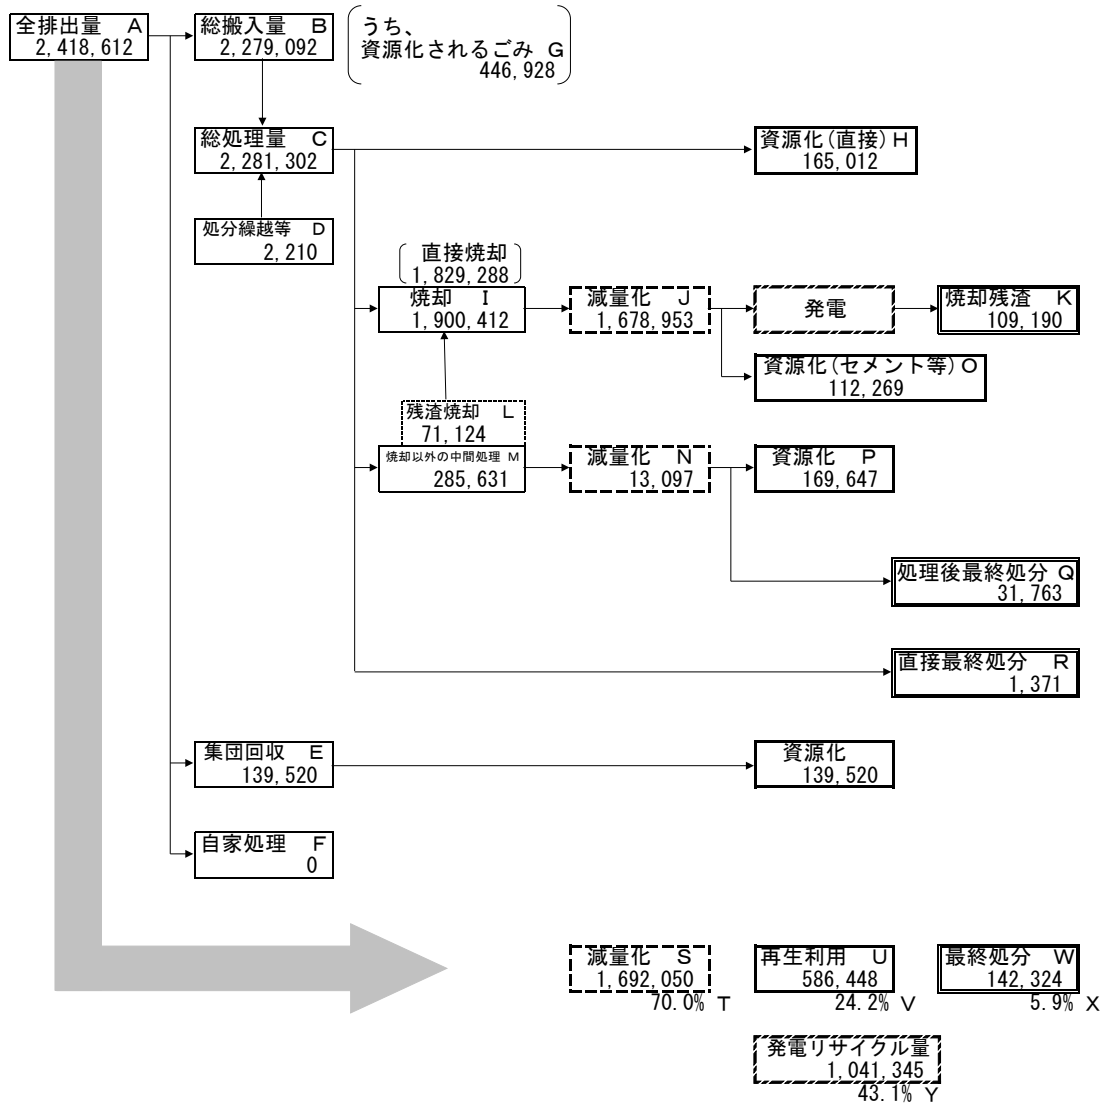 全排出量 A
2,418,612
総搬入量 B
2,279,092
うち、
資源化されるごみ G
446,928
総処理量 C
2,281,302
資源化(直接)H
165,012
処分繰越等 D
2,210
直接焼却
1,829,288
焼却 I
1,900,412
減量化 J
1,678,953
発電
焼却残渣 K
109,190
資源化(セメント等)O
112,269
残渣焼却 L
71,124
焼却以外の中間処理 M
285,631
減量化 N
13,097
資源化 P
169,647
処理後最終処分 Q
31,763
直接最終処分 R
1,371
集団回収 E
139,520
資源化
139,520
自家処理 F
0
減量化 S
1,692,050
70.0% T
再生利用 U
586,448
24.2% V
最終処分 W
142,324
5.9% X
発電リサイクル量
1,041,345
43.1% Y